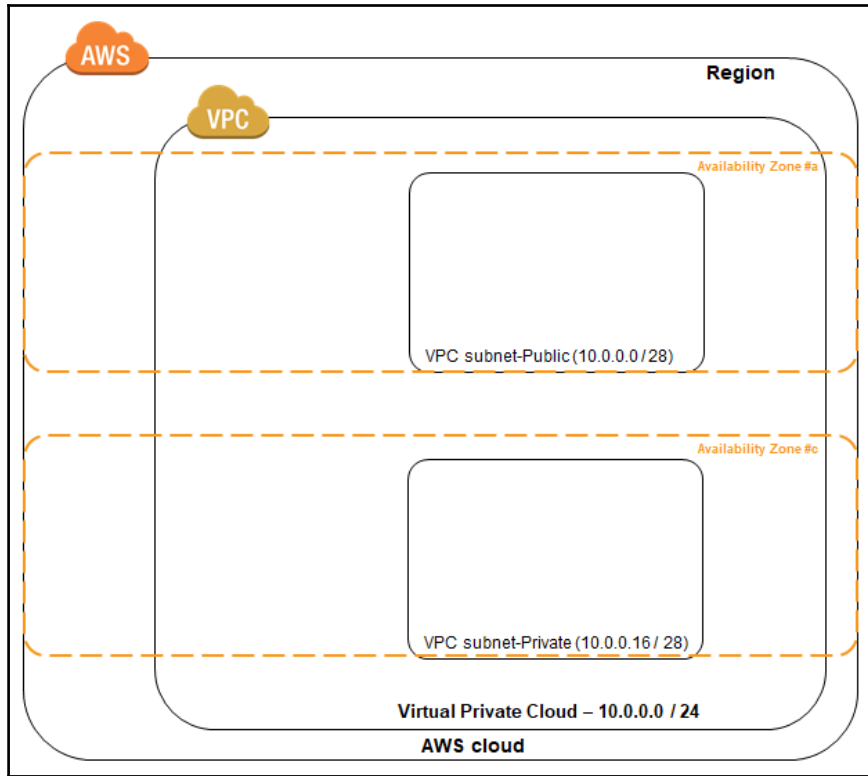 AWS
Region
VPC
Availability Zone #a
VPC subnet-Public (10.0.0.0 / 28)
Availability Zone #c
VPC subnet-Private (10.0.0.16 / 28)
Virtual Private Cloud – 10.0.0.0 / 24
AWS cloud